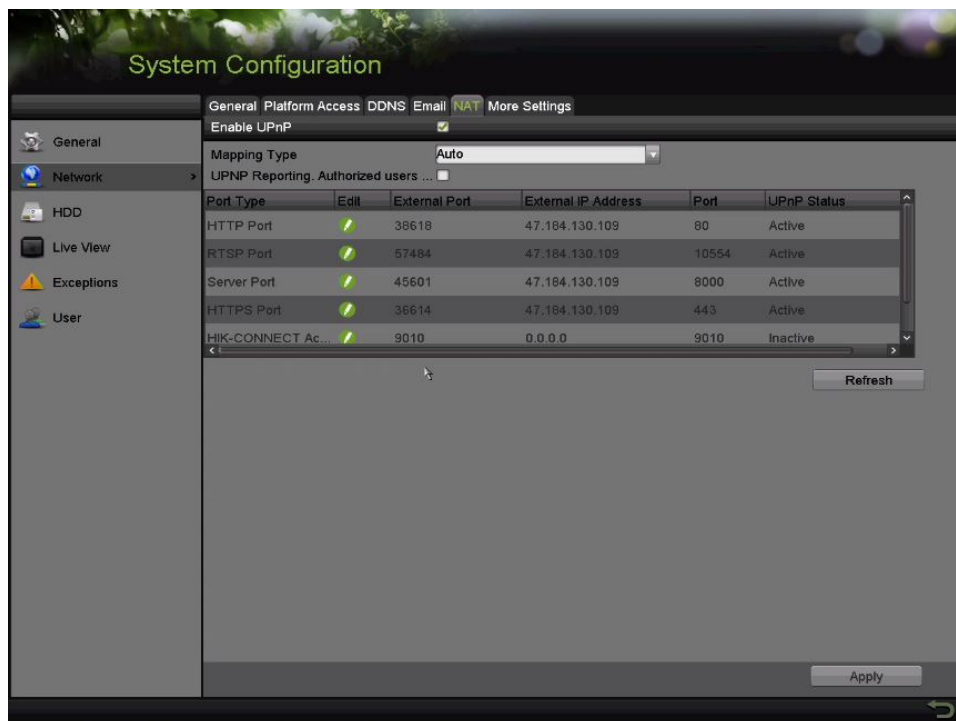 System Configuration
General Platform Access DDNS Email NAT More Settings
Enable UPnP
General
Network
HDD
Live View
Exceptions
User
Mapping Type Auto
UPNP Reporting. Authorized users ...
Port Type Edit External Port External IP Address Port UPnP Status
HTTP Port 38618 47.184.130.109 80 Active
RTSP Port 57484 47.184.130.109 10554 Active
Server Port 45601 47.184.130.109 8000 Active
HTTPS Port 36614 47.184.130.109 443 Active
HIK-CONNECT Ac... 9010 0.0.0.0 9010 Inactive
Refresh
Apply